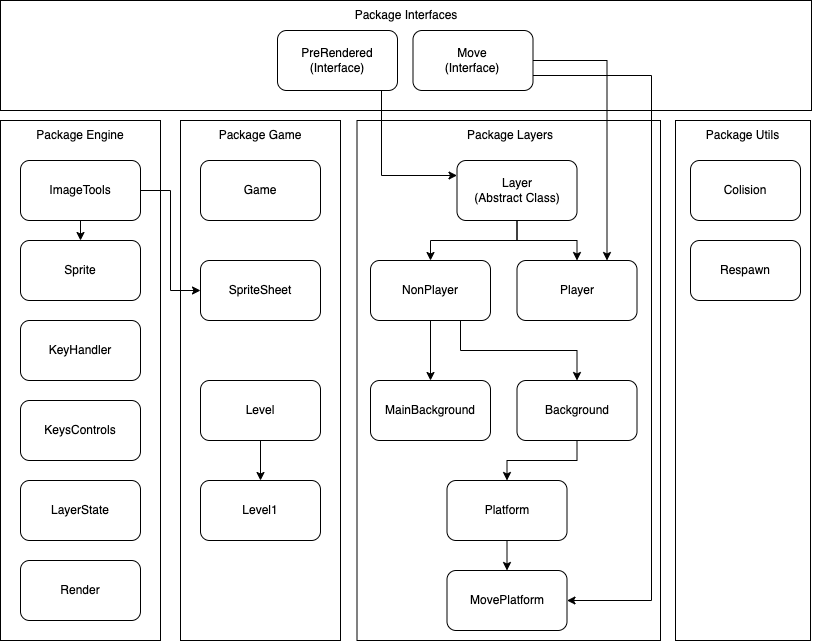 Package Interfaces
PreRendered
(Interface)
Move
(Interface)
Package Engine
ImageTools
Sprite
KeyHandler
KeysControls
LayerState
Render
Package Game
Game
SpriteSheet
Level
Level1
Package Layers
Layer
(Abstract Class)
NonPlayer
Player
MainBackground
Background
Platform
MovePlatform
Package Utils
Colision
Respawn